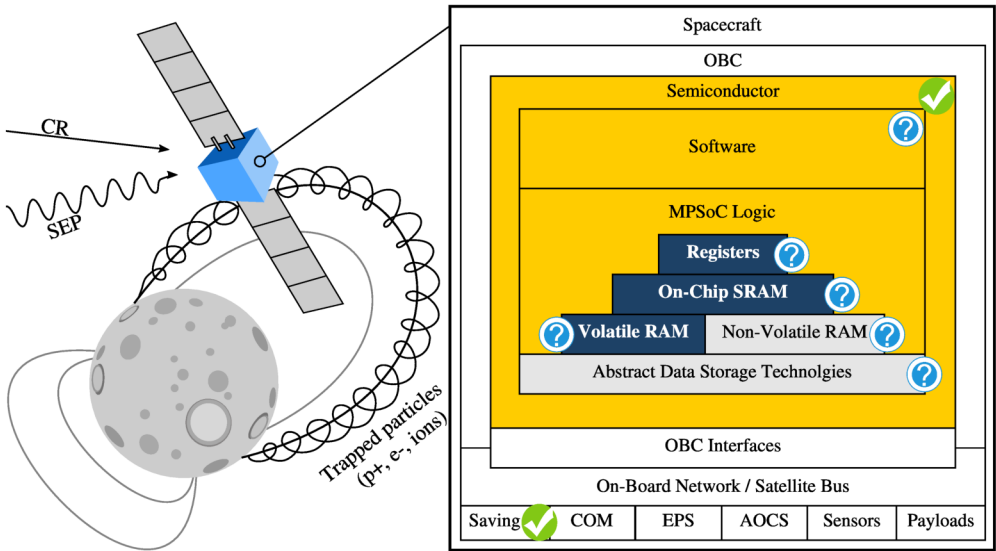 CR
SEP
Trapped particles
(p+, e-, ions)
Spacecraft
OBC
Semiconductor
?
Software
MPSoC Logic
Registers ?
On-Chip SRAM ?
? Volatile RAM Non-Volatile RAM ?
Abstract Data Storage Technolgies ?
OBC Interfaces
On-Board Network / Satellite Bus
Saving COM EPS AOCS Sensors Payloads